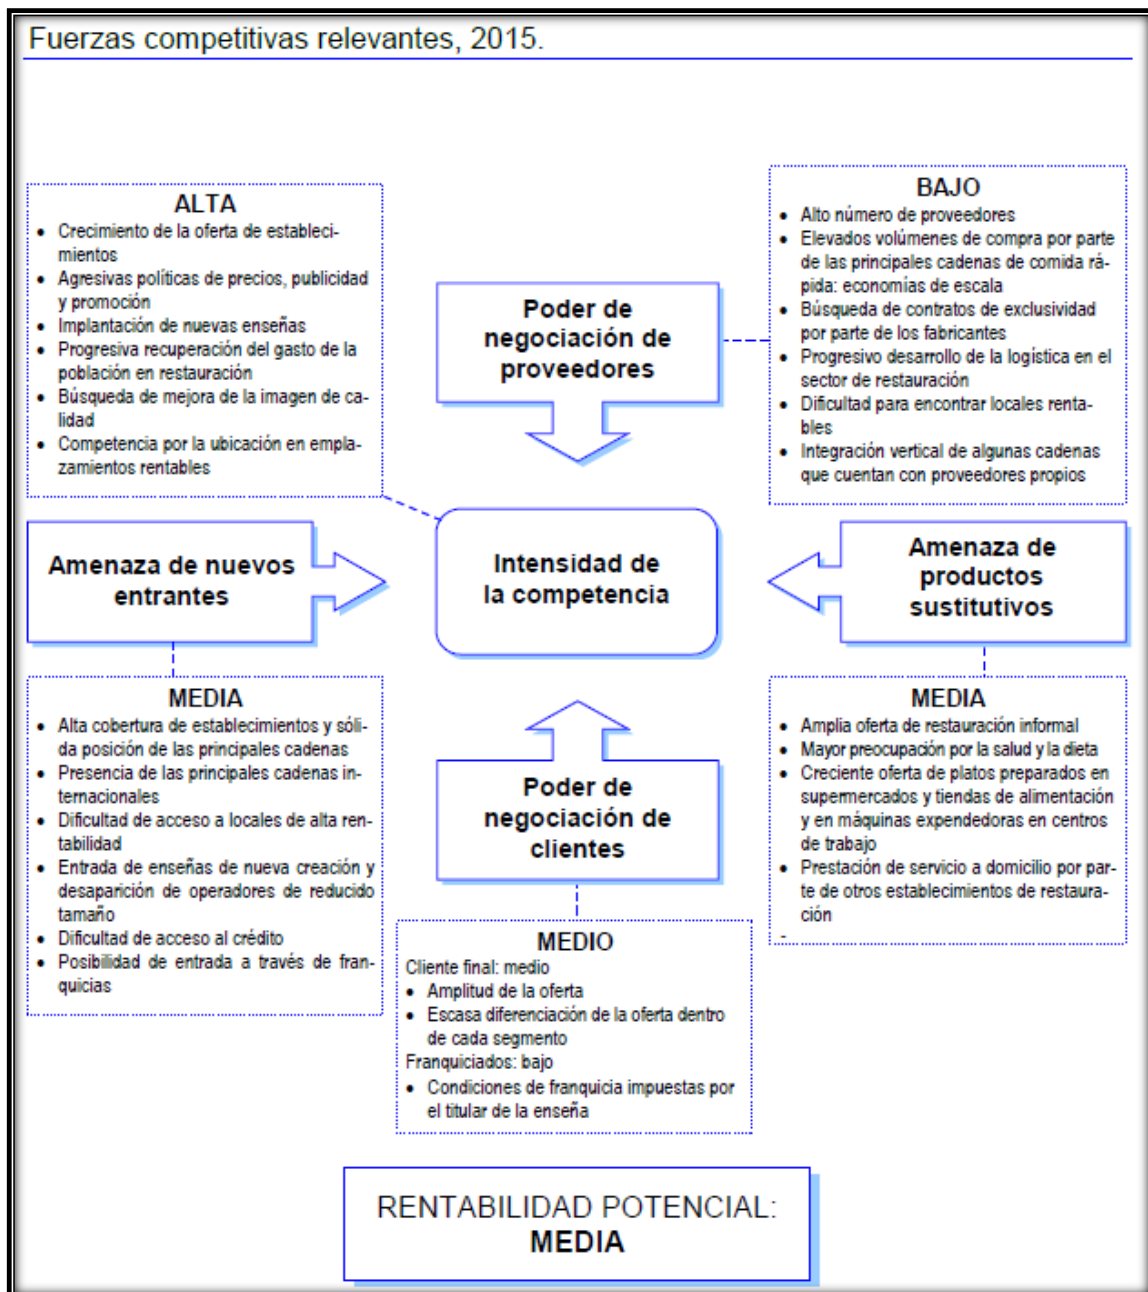 Fuerzas competitivas relevantes, 2015.
ALTA
• Crecimiento de la oferta de estableci-
mientos
• Agresivas políticas de precios, publicidad
y promoción
• Implantación de nuevas enseñas
• Progresiva recuperación del gasto de la
población en restauración
• Búsqueda de mejora de la imagen de ca-
lidad
• Competencia por la ubicación en empla-
zamientos rentables
Poder de
negociación de
proveedores
BAJO
• Alto número de proveedores
• Elevados volúmenes de compra por parte
de las principales cadenas de comida rá-
pida: economías de escala
• Búsqueda de contratos de exclusividad
por parte de los fabricantes
• Progresivo desarrollo de la logística en el
sector de restauración
• Dificultad para encontrar locales renta-
bles
• Integración vertical de algunas cadenas
que cuentan con proveedores propios
Amenaza de nuevos
entrantes
Intensidad de
la competencia
Amenaza de
productos
sustitutivos
MEDIA
• Alta cobertura de establecimientos y sóli-
da posición de las principales cadenas
• Presencia de las principales cadenas in-
ternacionales
• Dificultad de acceso a locales de alta ren-
tabilidad
• Entrada de enseñas de nueva creación y
desaparición de operadores de reducido
tamaño
• Dificultad de acceso al crédito
• Posibilidad de entrada a través de fran-
quicias
Poder de
negociación de
clientes
MEDIA
• Amplia oferta de restauración informal
• Mayor preocupación por la salud y la dieta
• Creciente oferta de platos preparados en
supermercados y tiendas de alimentación
y en máquinas expendedoras en centros
de trabajo
• Prestación de servicio a domicilio por par-
te de otros establecimientos de restaura-
ción
-
MEDIO
Cliente final: medio
• Amplitud de la oferta
• Escasa diferenciación de la oferta dentro
de cada segmento
Franquiciados: bajo
• Condiciones de franquicia impuestas por
el titular de la enseña
RENTABILIDAD POTENCIAL:
MEDIA